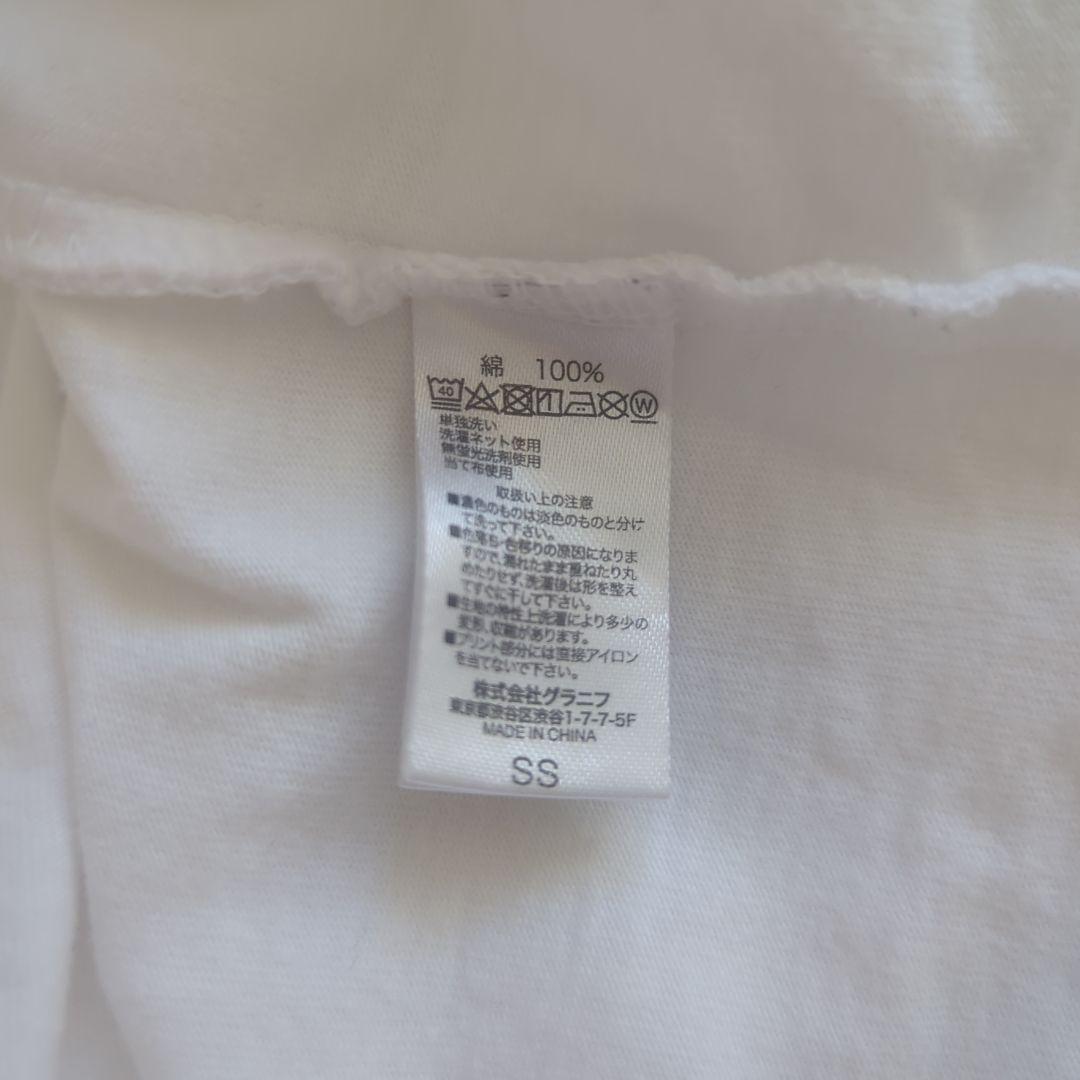 綿 100%
40 W
単独洗い
洗濯ネット使用
無蛍光洗剤使用
当て布使用
取扱い上の注意
■濃色のものは淡色のものと分け
て洗って下さい。
■色落ち・色移りの原因になりま
すので、濡れたまま重ねたり丸
めたりせず、洗濯後は形を整え
てすぐに干して下さい。
■生地の特性上洗濯により多少の
変形、収縮があります。
■プリント部分には直接アイロン
を当てないで下さい。
株式会社グラニフ
東京都渋谷区渋谷1-7-7-5F
MADE IN CHINA
SS